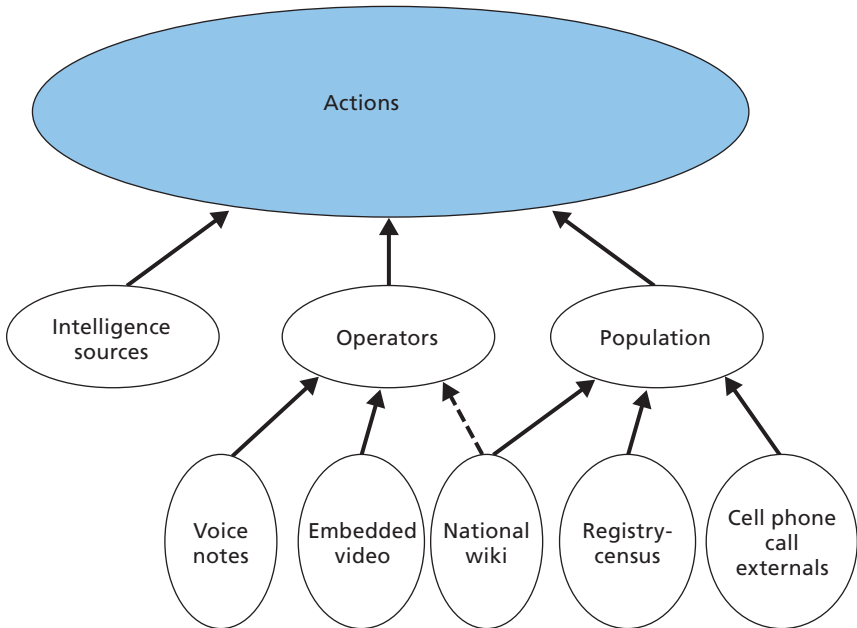 Actions
Intelligence
sources
Operators
Population
Voice
notes
Embedded
video
National
wiki
Registry-
census
Cell phone
call
externals